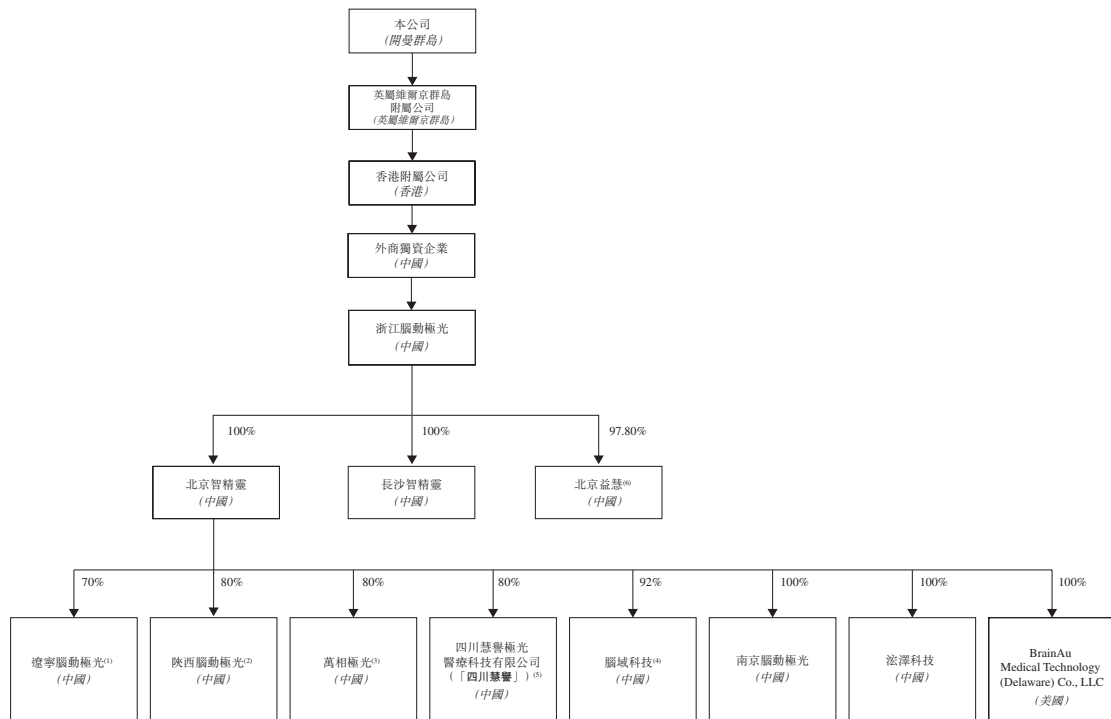 本公司
(開曼群島)
英屬維爾京群島
附屬公司
(英屬維爾京群島)
香港附屬公司
(香港)
外商獨資企業
(中國)
浙江腦動極光
(中國)
100%
100%
97.80%
北京智精靈
(中國)
長沙智精靈
(中國)
北京益慧(6)
(中國)
70%
80%
80%
80%
92%
100%
100%
100%
遼寧腦動極光(1)
(中國)
陝西腦動極光(2)
(中國)
萬相極光(3)
(中國)
四川慧譽極光
醫療科技有限公司
(「四川慧譽」)(5)
(中國)
腦域科技(4)
(中國)
南京腦動極光
(中國)
浤澤科技
(中國)
BrainAu
Medical Technology
(Delaware) Co., LLC
(美國)